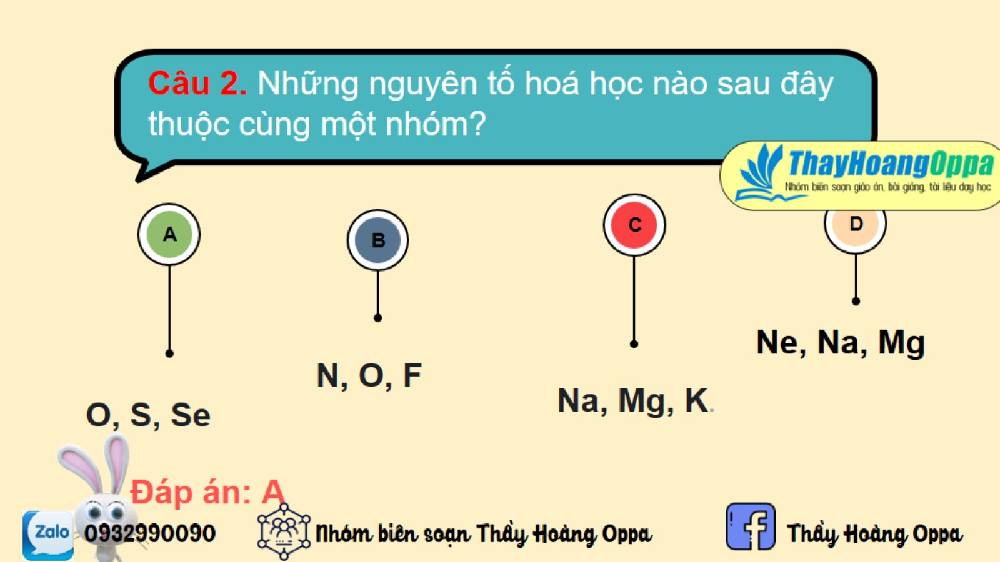 Câu 2. Những nguyên tố hoá học nào sau đây
thuộc cùng một nhóm?
ThayHoangOppa
Nhóm biên soạn giáo án, bài giảng, tài liệu dạy học
A
B
C
D
O, S, Se
N, O, F
Na, Mg, K.
Ne, Na, Mg
Đáp án: A
Zalo
0932990090
Nhóm biên soạn Thầy Hoàng Oppa
Thầy Hoàng Oppa